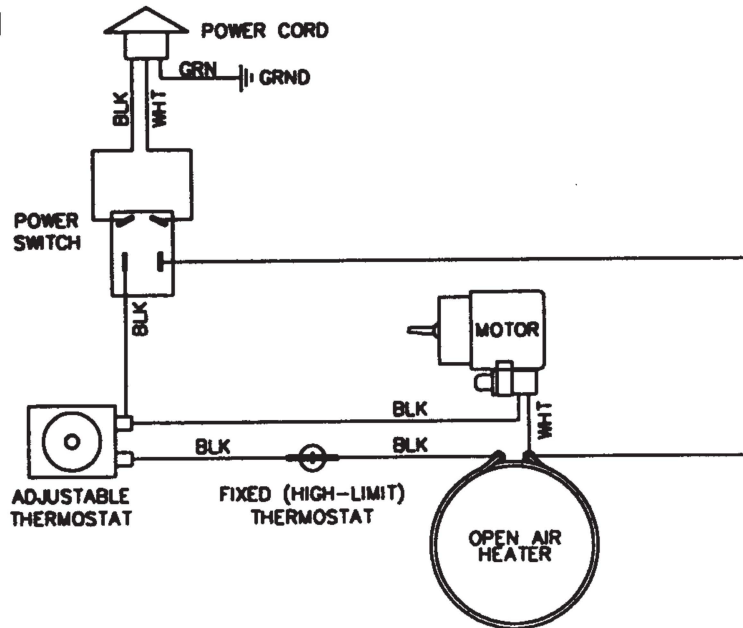 POWER CORD
GRN
GRND
BLK
WHT
POWER
SWITCH
BLK
MOTOR
BLK
WHT
BLK
BLK
ADJUSTABLE
THERMOSTAT
FIXED (HIGH-LIMIT)
THERMOSTAT
OPEN AIR
HEATER